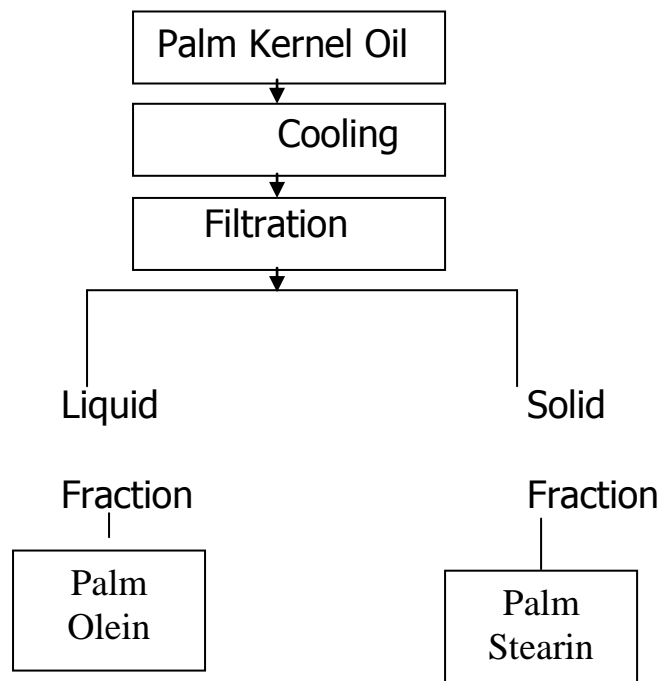 Palm Kernel Oil
Cooling
Filtration
Liquid
Fraction
Solid
Fraction
Palm
Olein
Palm
Stearin